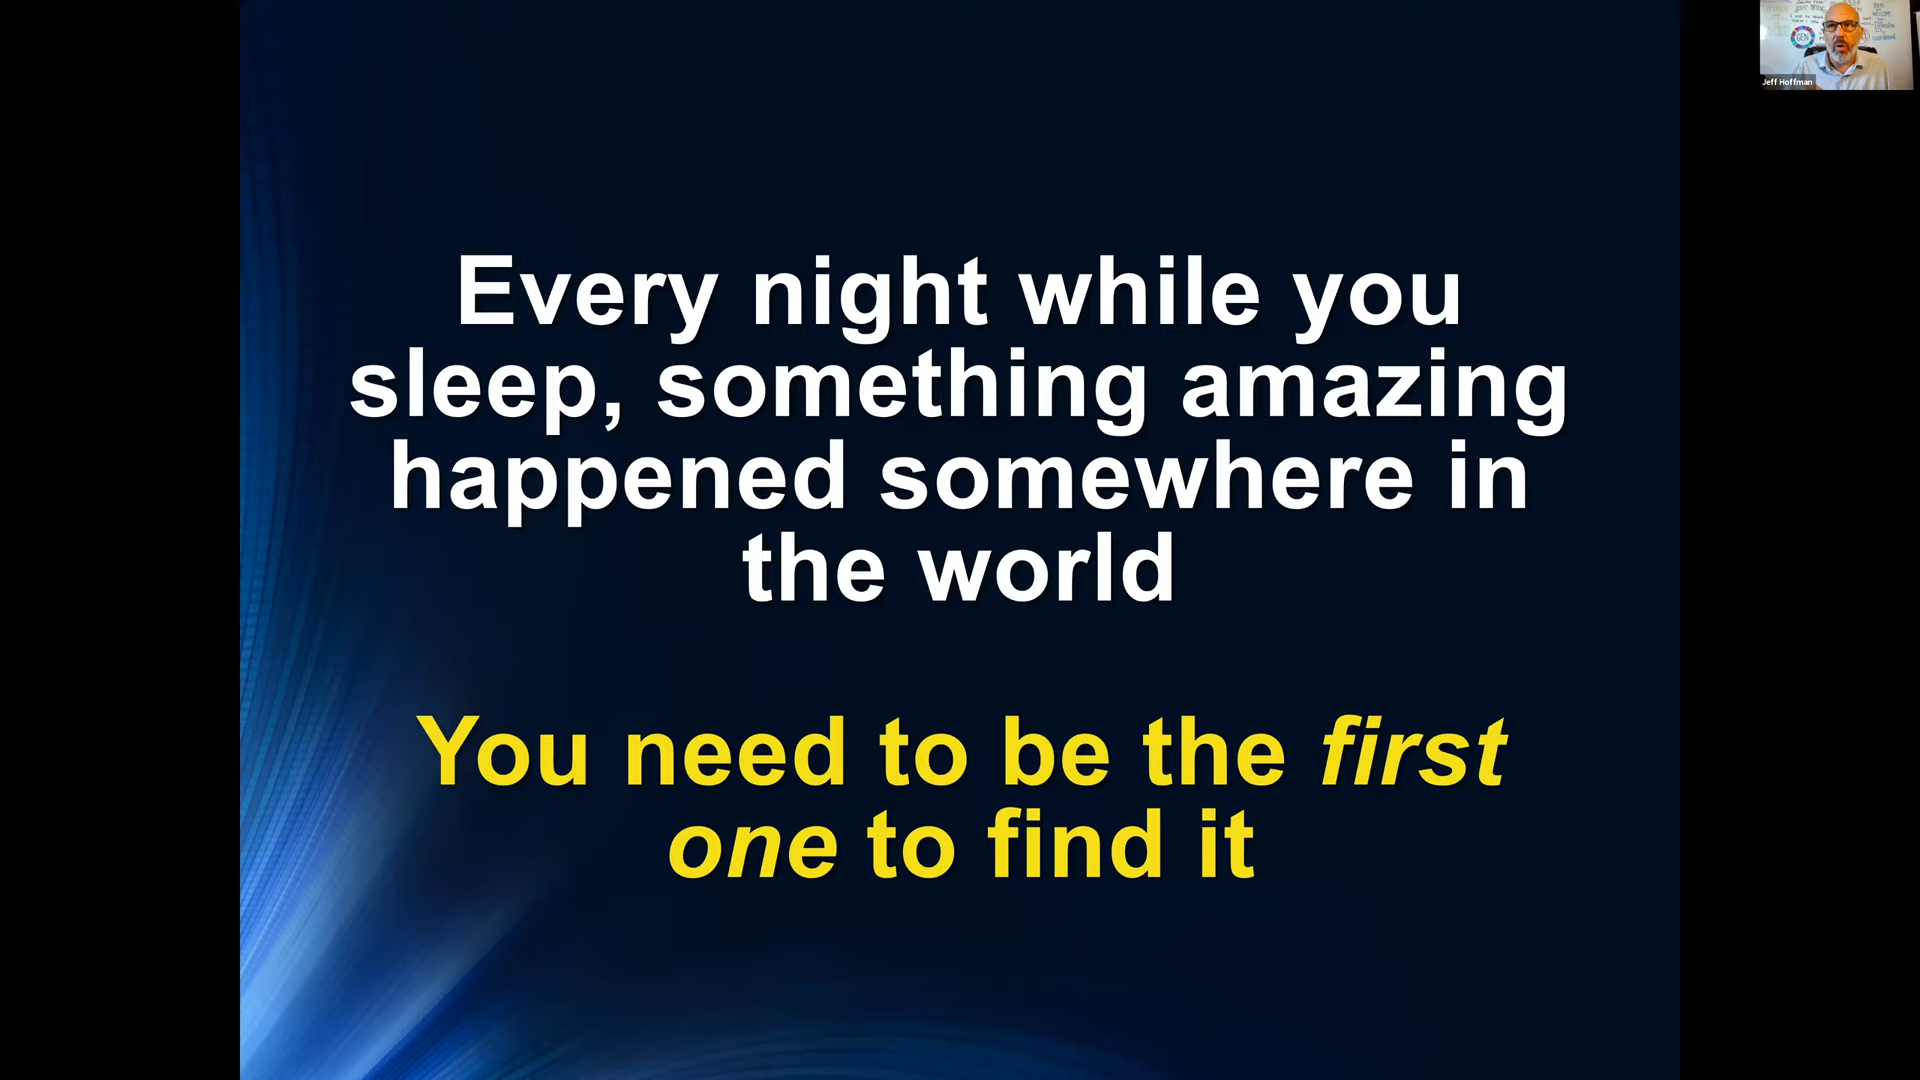 Every night while you
sleep, something amazing
happened somewhere in
the world
You need to be the first
one to find it
Jeff Hoffman
GEN